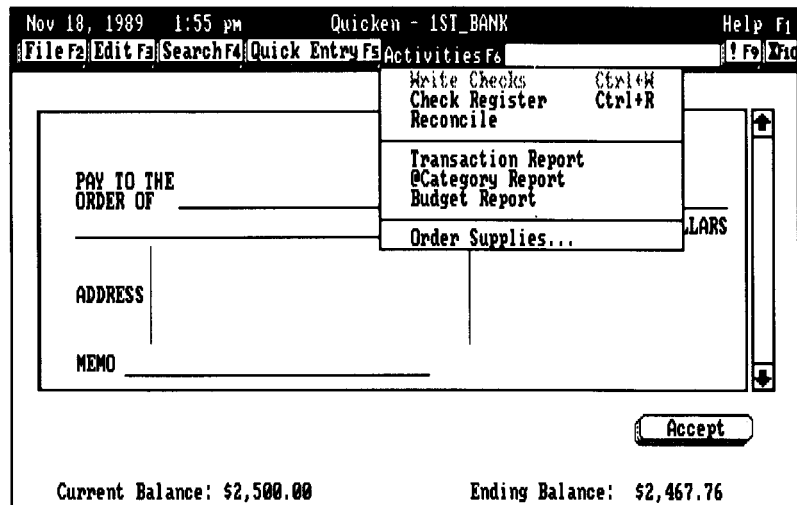 Nov 18, 1989 1:55 pm Quicken - 1ST_BANK Help F1
File F2 Edit F3 Search F4 Quick Entry F5 Activities F6 ! F9 F10
Write Checks Ctrl+W
Check Register Ctrl+R
Reconcile
Transaction Report
@Category Report
Budget Report
Order Supplies...
PAY TO THE
ORDER OF
LLARS
ADDRESS
MEMO
Accept
Current Balance: $2,500.00 Ending Balance: $2,467.76